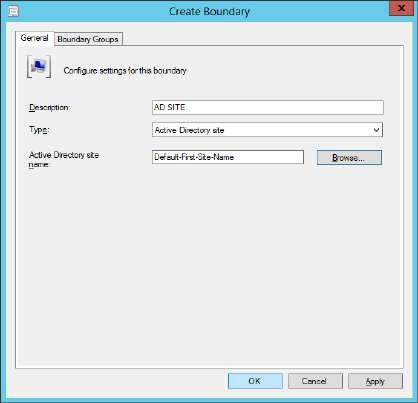 Create Boundary
X
General
Boundary Groups
Configure settings for this boundary
Description:
AD SITE
Type:
Active Directory site
Active Directory site
name:
Default-First-Site-Name
Browse...
OK
Cancel
Apply